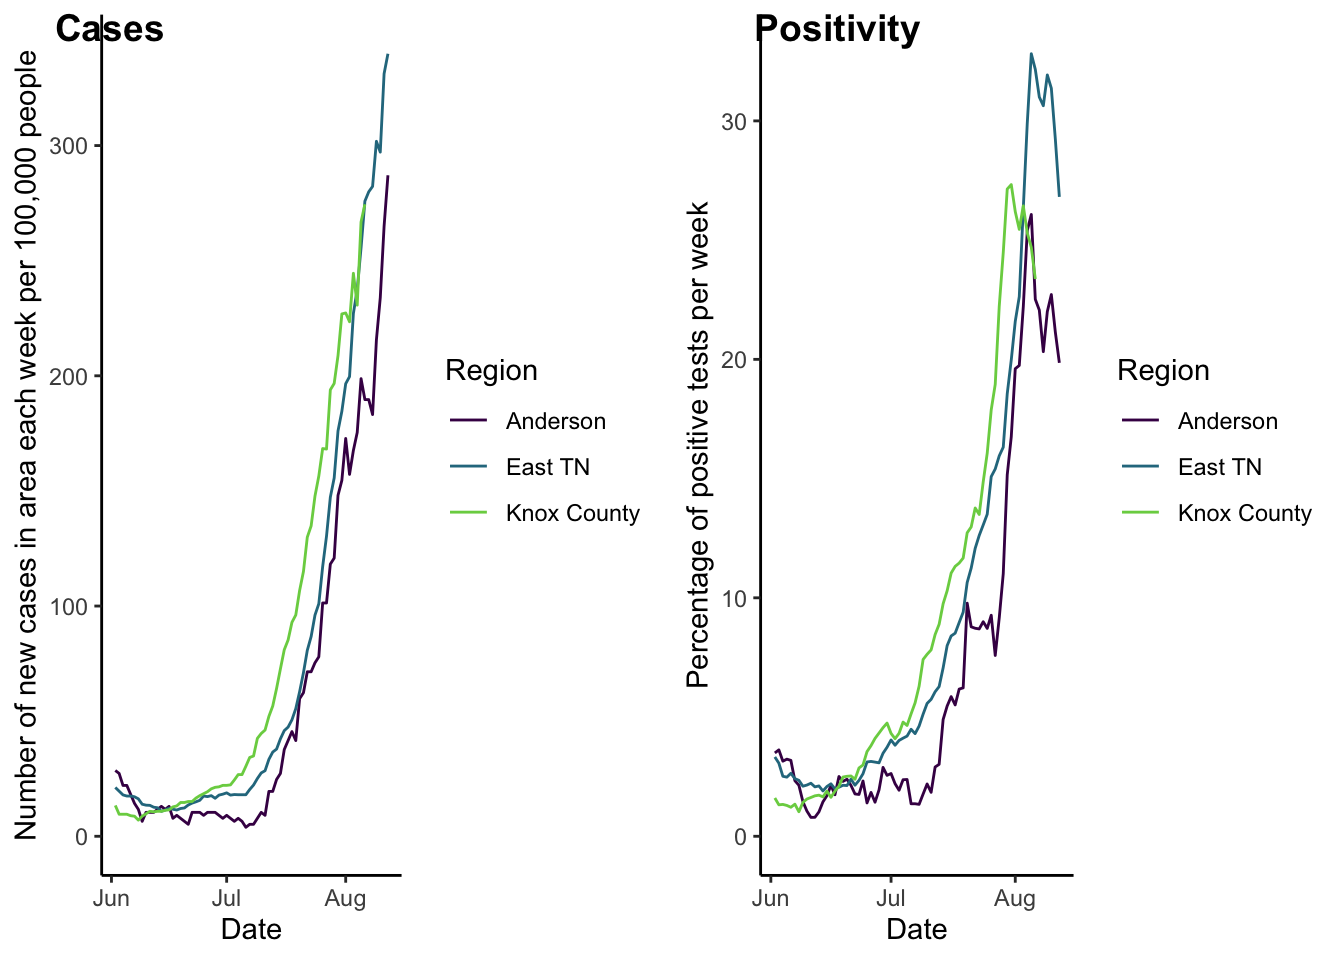 Cases
Number of new cases in area each week per 100,000 people
300
200
100
0
Jun
Jul
Aug
Date
Region
Anderson
East TN
Knox County
Positivity
Percentage of positive tests per week
30
20
10
0
Jun
Jul
Aug
Date
Region
Anderson
East TN
Knox County